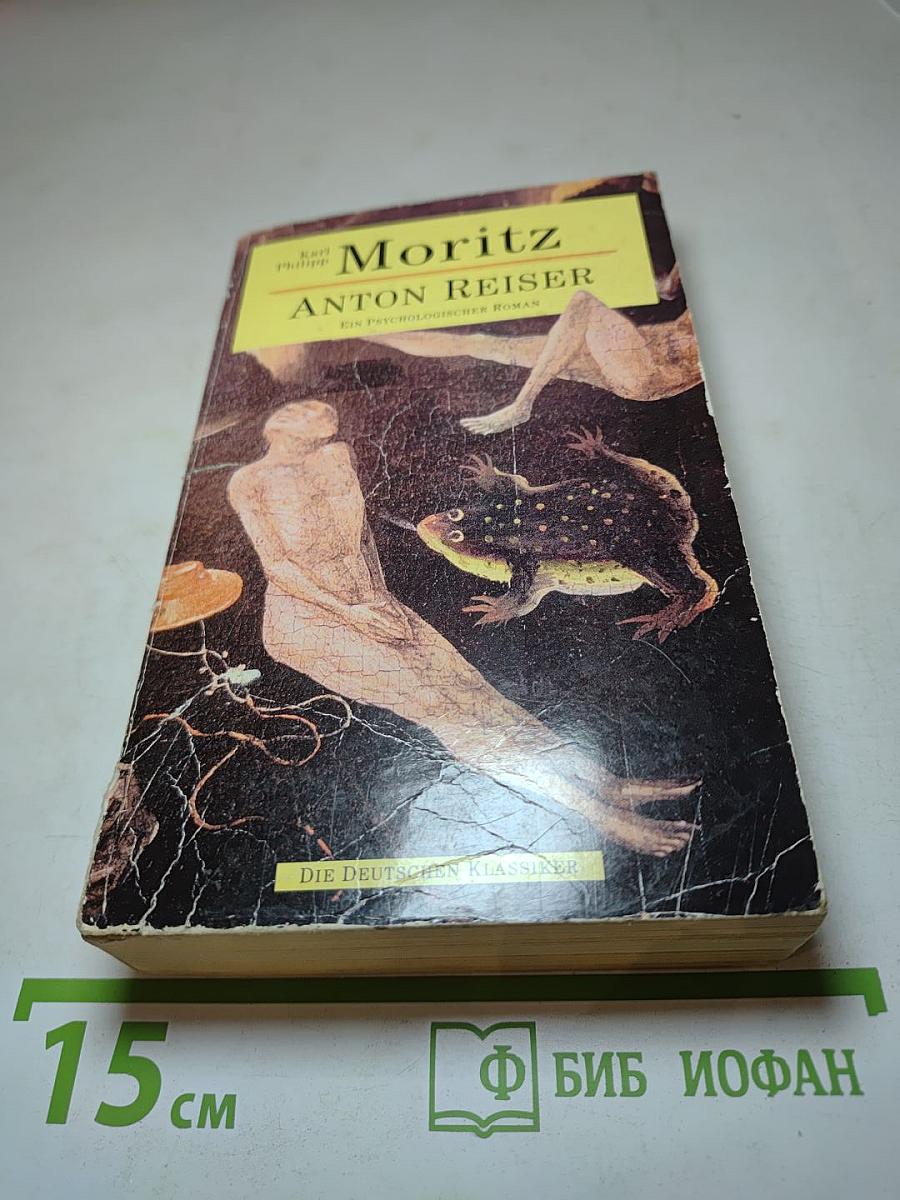 Karl
Philipp
Moritz
ANTON REISER
EIN PSYCHOLOGISCHER ROMAN
DIE DEUTSCHEN KLASSIKER
15 см
Ф БИБ ИОФАН